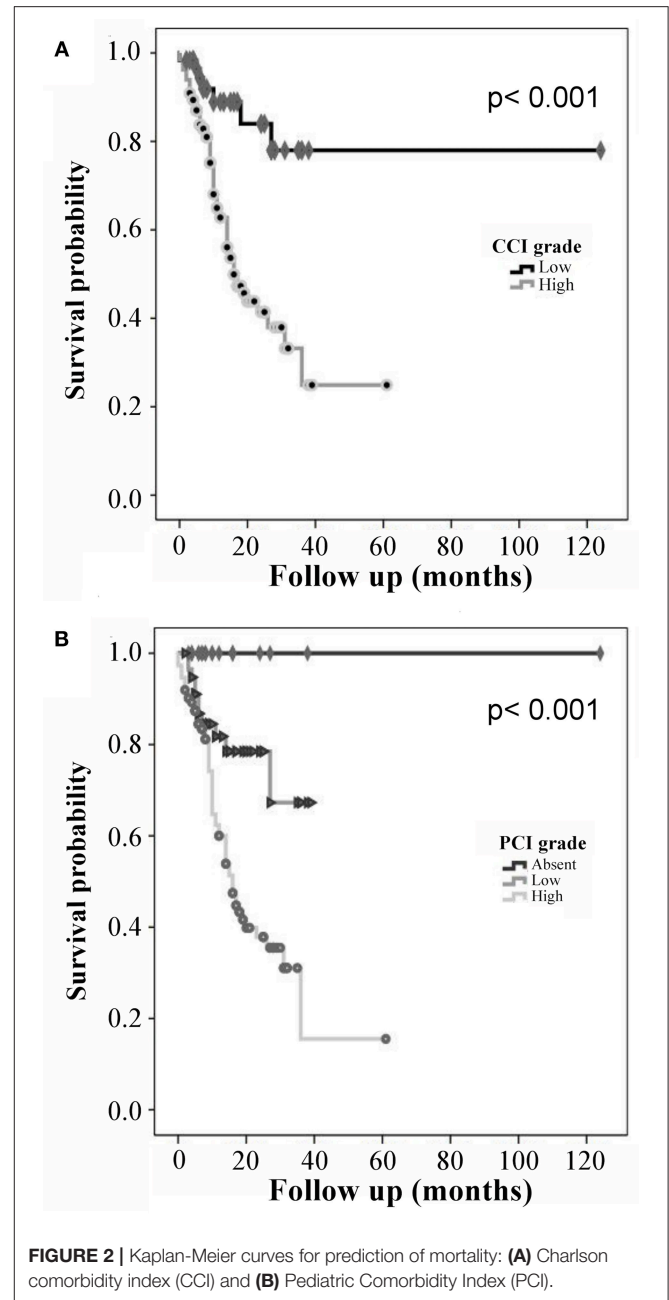 A
1.0
0.8
0.6
0.4
0.2
0.0
Survival probability
p< 0.001
CCI grade
Low
High
0 20 40 60 80 100 120
Follow up (months)
B
1.0
0.8
0.6
0.4
0.2
0.0
Survival probability
p< 0.001
PCI grade
Absent
Low
High
0 20 40 60 80 100 120
Follow up (months)
FIGURE 2 | Kaplan-Meier curves for prediction of mortality: (A) Charlson
comorbidity index (CCI) and (B) Pediatric Comorbidity Index (PCI).